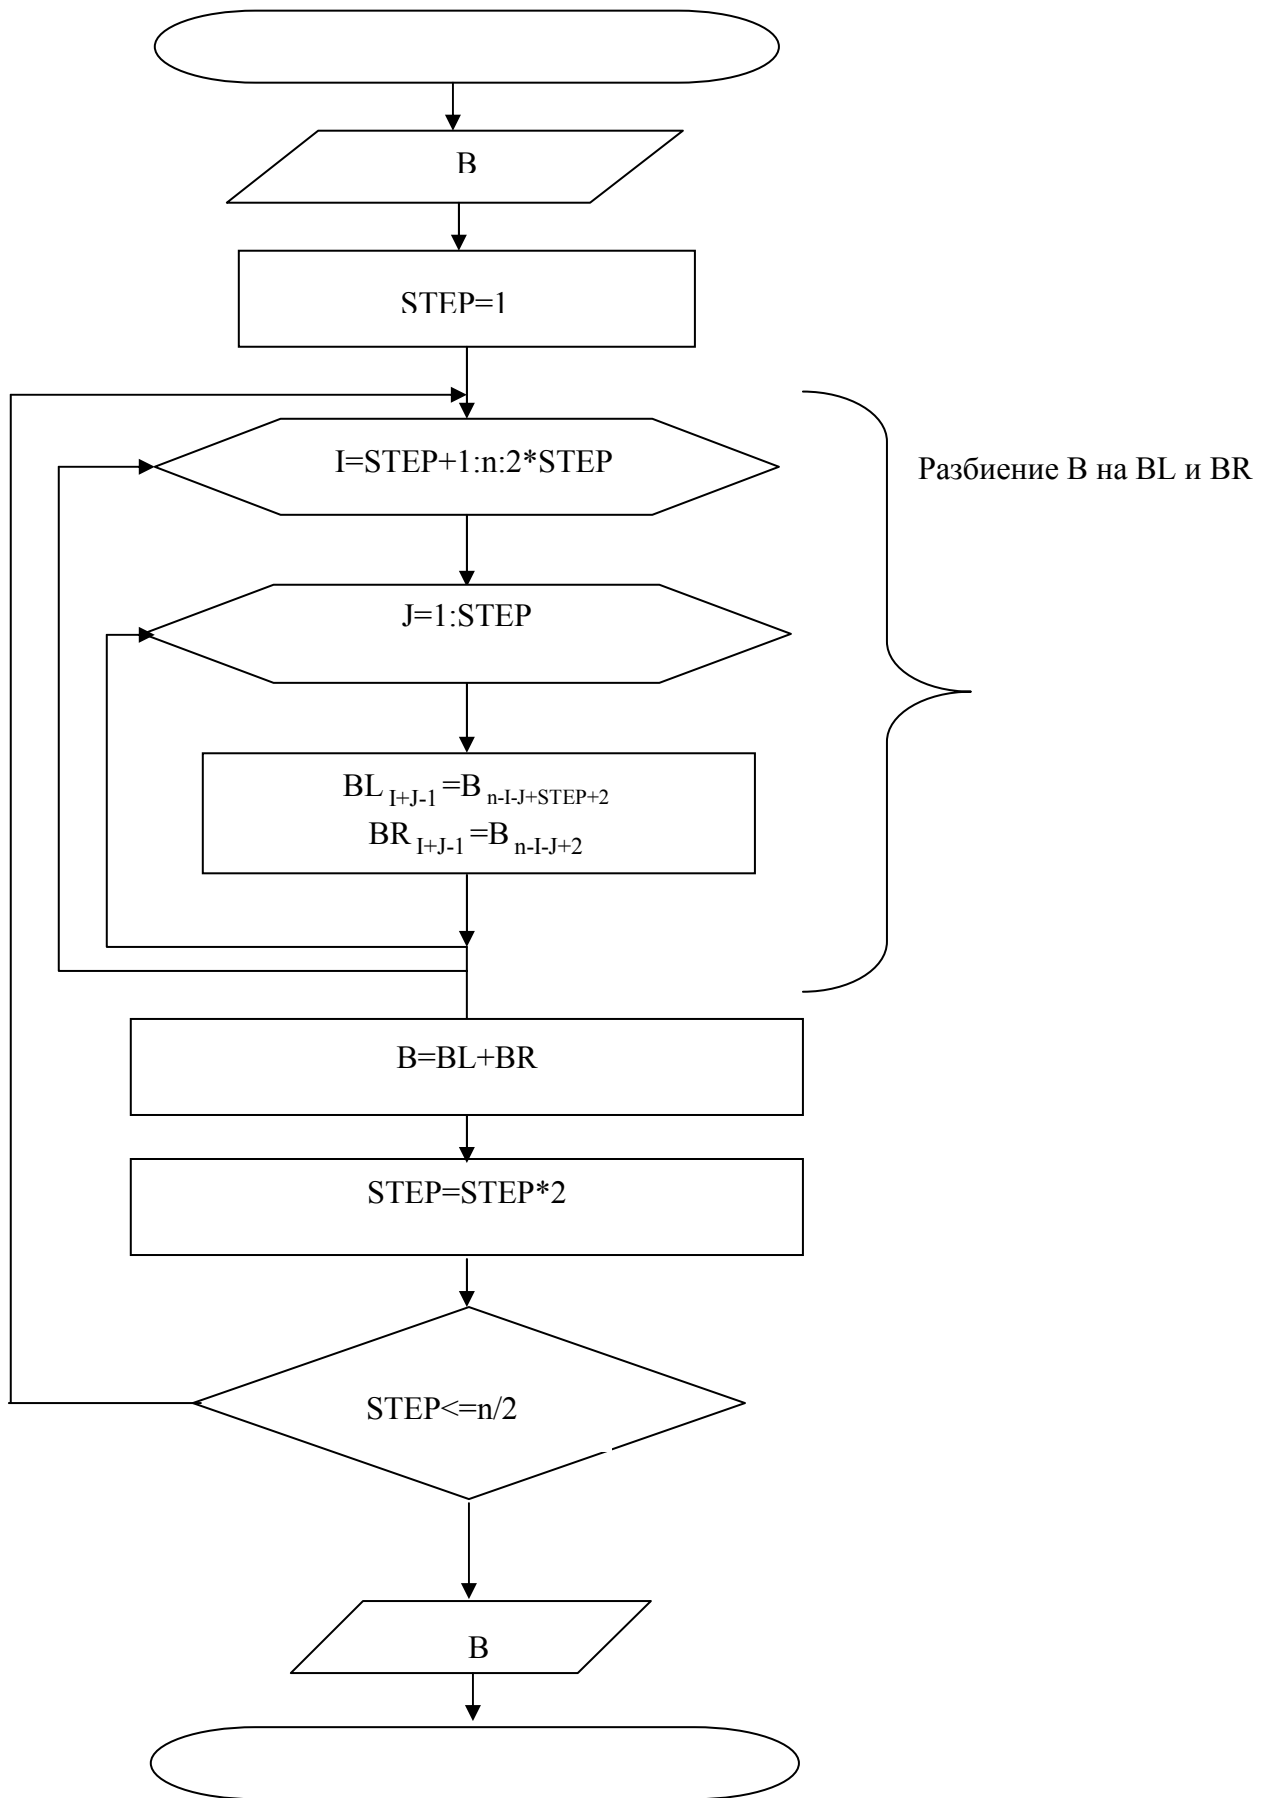 B
STEP=1
I=STEP+1:n:2*STEP
Разбиение B на BL и BR
J=1:STEP
BL I+J-1 =B n-I-J+STEP+2
BR I+J-1 =B n-I-J+2
B=BL+BR
STEP=STEP*2
STEP<=n/2
B